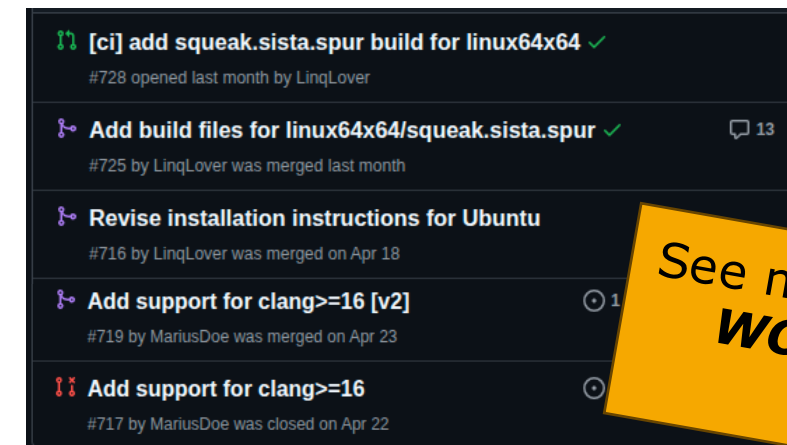 [ci] add squeak.sista.spur build for linux64x64
#728 opened last month by LinqLover
Add build files for linux64x64/squeak.sista.spur 13
#725 by LinqLover was merged last month
Revise installation instructions for Ubuntu
#716 by LinqLover was merged on Apr 18
Add support for clang>=16 [v2] 1
#719 by MariusDoe was merged on Apr 23
Add support for clang>=16
#717 by MariusDoe was closed on Apr 22
See